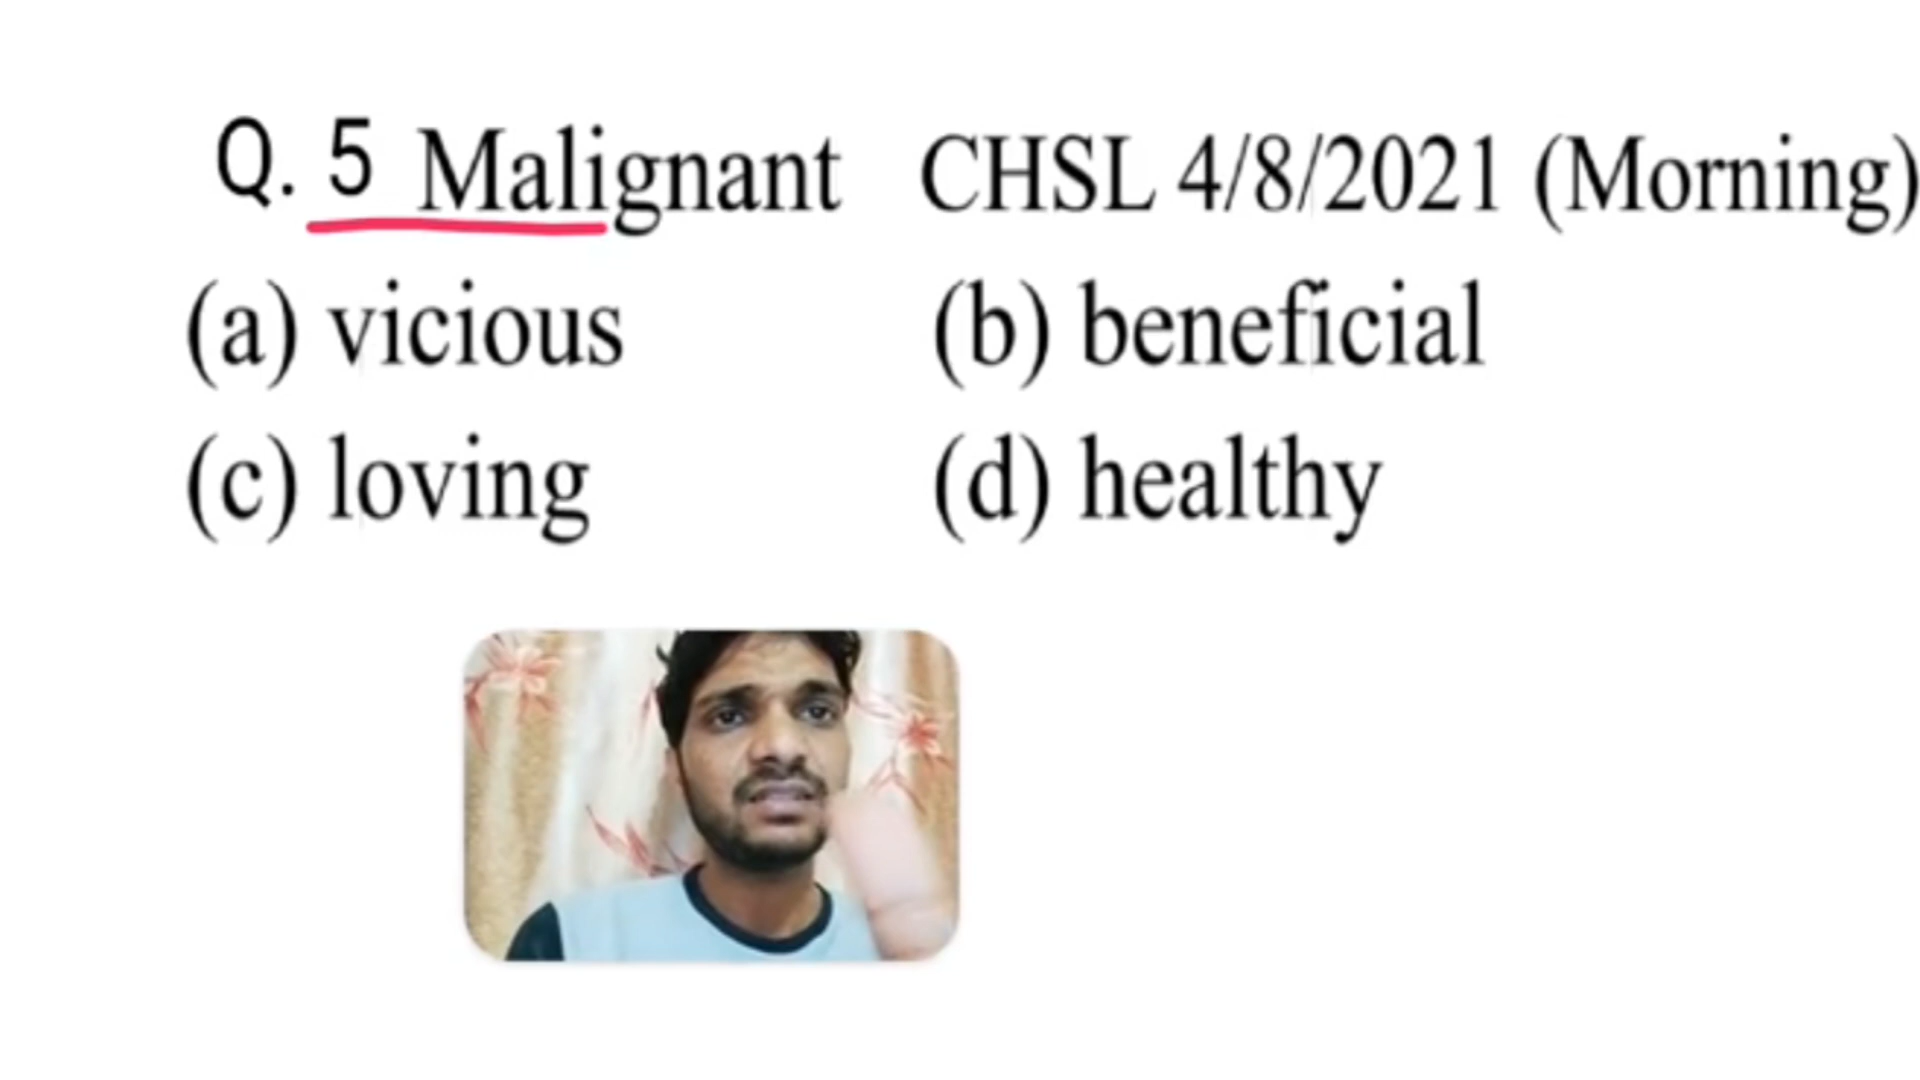 Q. 5 Malignant CHSL 4/8/2021 (Morning)
(a) vicious (b) beneficial
(c) loving (d) healthy